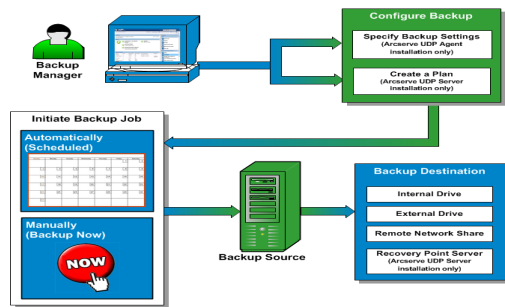 Configure Backup
Specify Backup Settings
(Arcserve UDP Agent
installation only)
Create a Plan
(Arcserve UDP Server
installation only)
Backup
Manager
Initiate Backup Job
Automatically
(Scheduled)
Manually
(Backup Now)
NOW
Backup Source
Backup Destination
Internal Drive
External Drive
Remote Network Share
Recovery Point Server
(Arcserve UDP Server
installation only)